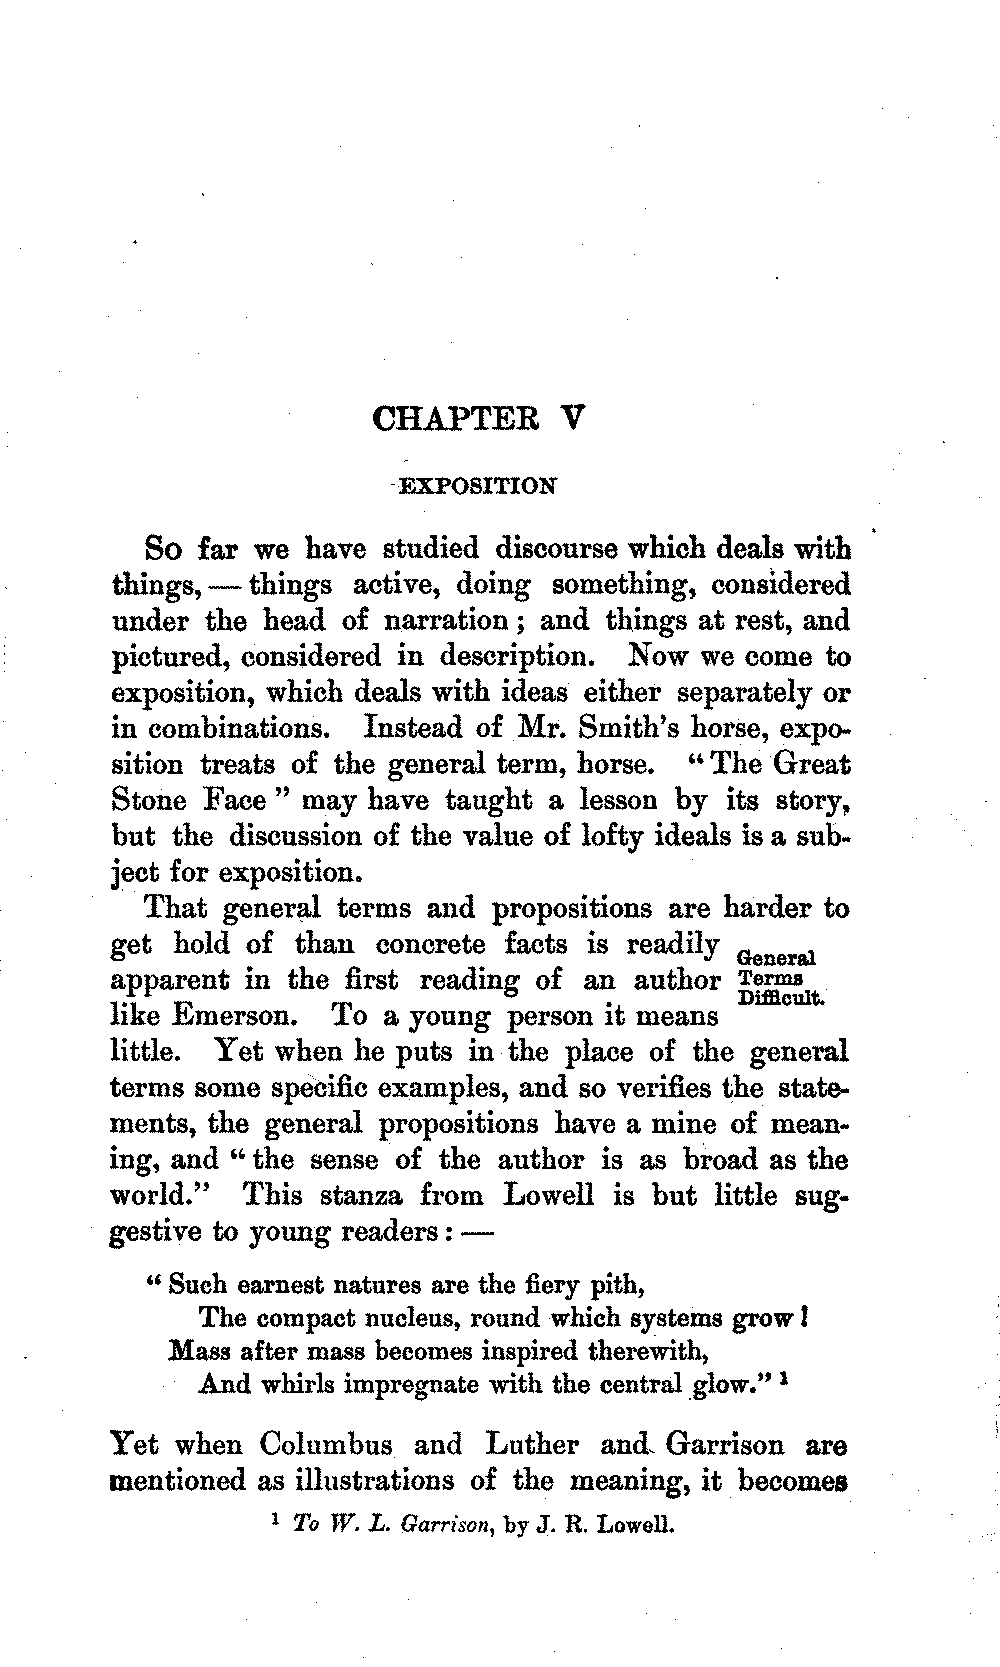 CHAPTER V
EXPOSITION
So far we have studied discourse which deals with
things, — things active, doing something, considered
under the head of narration ; and things at rest, and
pictured, considered in description. Now we come to
exposition, which deals with ideas either separately or
in combinations. Instead of Mr. Smith's horse, expo-
sition treats of the general term, horse. “ The Great
Stone Face ” may have taught a lesson by its story,
but the discussion of the value of lofty ideals is a sub-
ject for exposition.
That general terms and propositions are harder to
get hold of than concrete facts is readily
apparent in the first reading of an author
like Emerson. To a young person it means
General
Terms
Difficult.
little. Yet when he puts in the place of the general
terms some specific examples, and so verifies the state-
ments, the general propositions have a mine of mean-
ing, and “ the sense of the author is as broad as the
world.” This stanza from Lowell is but little sug-
gestive to young readers : —
“ Such earnest natures are the fiery pith,
The compact nucleus, round which systems grow !
Mass after mass becomes inspired therewith,
And whirls impregnate with the central glow.” 1
Yet when Columbus and Luther and Garrison are
mentioned as illustrations of the meaning, it becomes
1 To W. L. Garrison, by J. R. Lowell.